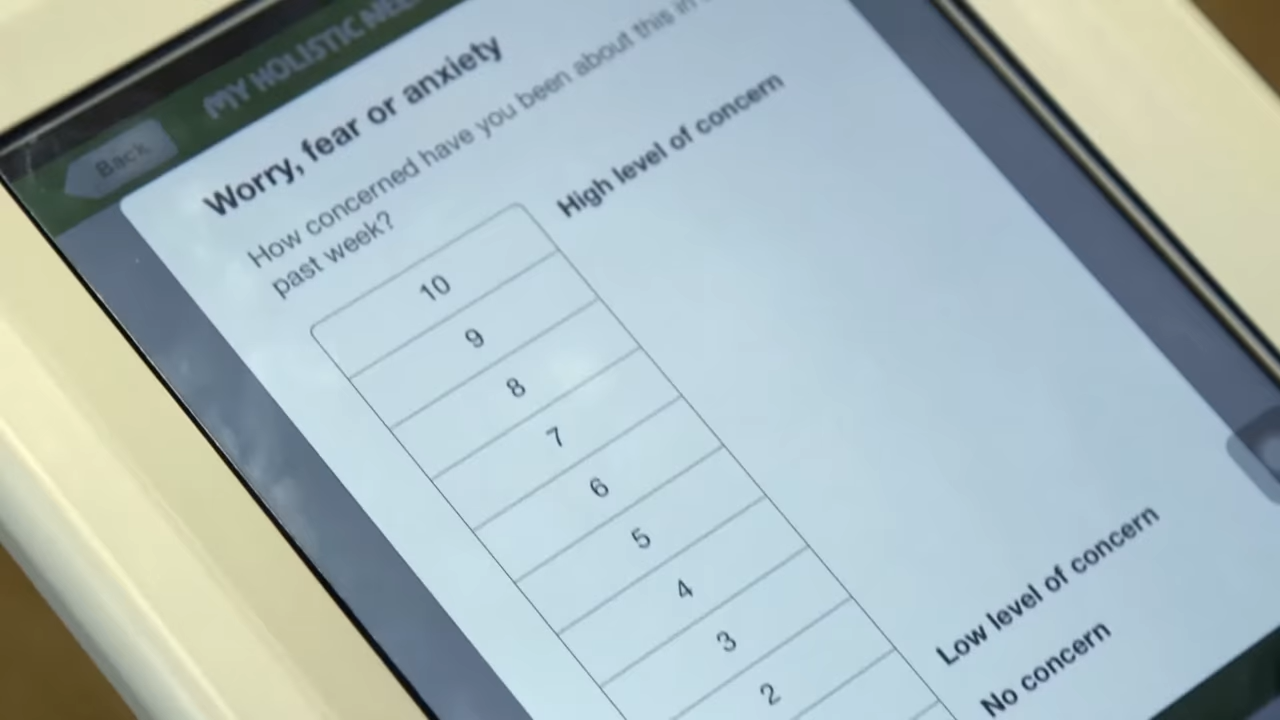 MY HOLISTIC
Back
Worry, fear or anxiety
How concerned have you been about this in
past week?
10
High level of concern
9
8
7
6
5
4
3
2
Low level of concern
No concern